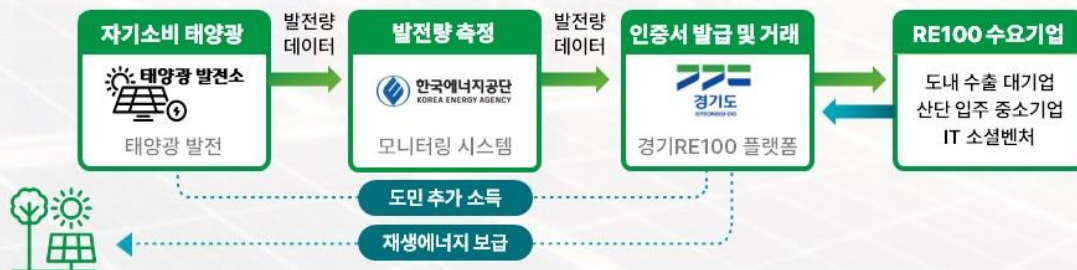 자기소비 태양광
발전량
데이터
발전량 측정
발전량
데이터
인증서 발급 및 거래
RE100 수요기업
태양광 발전소
태양광 발전
한국에너지공단
KOREA ENERGY AGENCY
모니터링 시스템
경기도
GYEONGGI-DO
경기RE100 플랫폼
도내 수출 대기업
산단 입주 중소기업
IT 소셜벤처
도민 추가 소득
재생에너지 보급